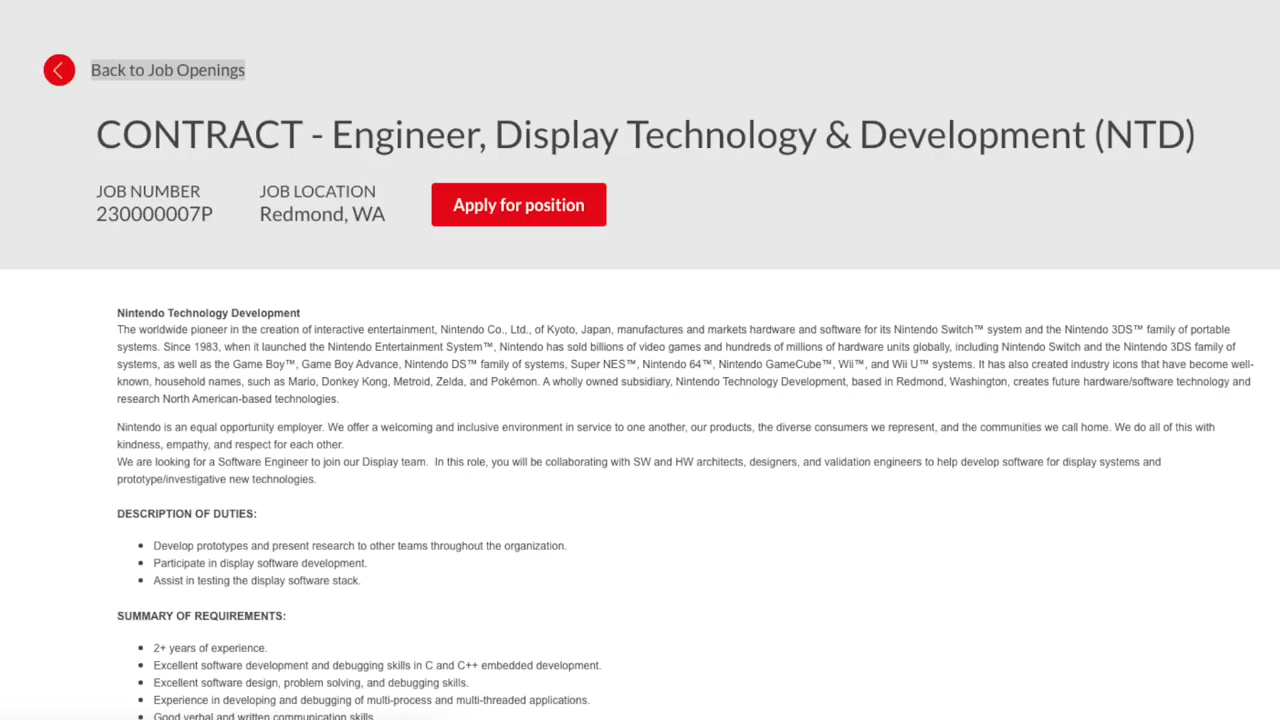 Back to Job Openings
CONTRACT - Engineer, Display Technology & Development (NTD)
JOB NUMBER
230000007P
JOB LOCATION
Redmond, WA
Apply for position
Nintendo Technology Development
The worldwide pioneer in the creation of interactive entertainment, Nintendo Co., Ltd., of Kyoto, Japan, manufactures and markets hardware and software for its Nintendo Switch™ system and the Nintendo 3DS™ family of portable
systems. Since 1983, when it launched the Nintendo Entertainment System™, Nintendo has sold billions of video games and hundreds of millions of hardware units globally, including Nintendo Switch and the Nintendo 3DS family of
systems, as well as the Game Boy™, Game Boy Advance, Nintendo DS™ family of systems, Super NES™, Nintendo 64™, Nintendo GameCube™, Wii™, and Wii U™ systems. It has also created industry icons that have become well-
known, household names, such as Mario, Donkey Kong, Metroid, Zelda, and Pokémon. A wholly owned subsidiary, Nintendo Technology Development, based in Redmond, Washington, creates future hardware/software technology and
research North American-based technologies.
Nintendo is an equal opportunity employer. We offer a welcoming and inclusive environment in service to one another, our products, the diverse consumers we represent, and the communities we call home. We do all of this with
kindness, empathy, and respect for each other.
We are looking for a Software Engineer to join our Display team. In this role, you will be collaborating with SW and HW architects, designers, and validation engineers to help develop software for display systems and
prototype/investigative new technologies.
DESCRIPTION OF DUTIES:
• Develop prototypes and present research to other teams throughout the organization.
• Participate in display software development.
• Assist in testing the display software stack.
SUMMARY OF REQUIREMENTS:
• 2+ years of experience.
• Excellent software development and debugging skills in C and C++ embedded development.
• Excellent software design, problem solving, and debugging skills.
• Experience in developing and debugging of multi-process and multi-threaded applications.
• Good verbal and written communication skills